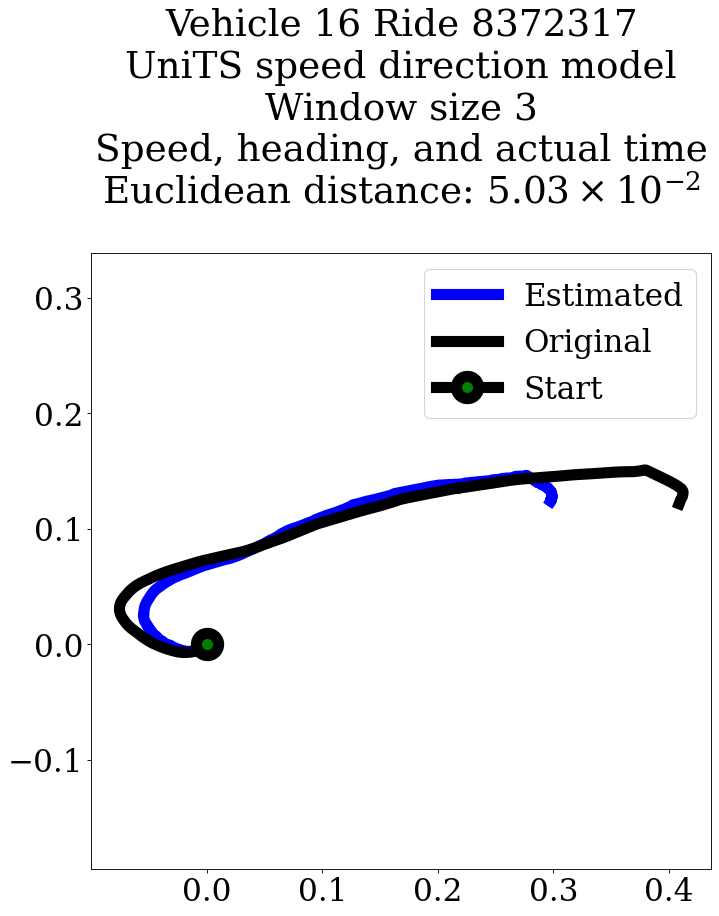 Vehicle 16 Ride 8372317
UniTS speed direction model
Window size 3
Speed, heading, and actual time
Euclidean distance: 5.03 × 10⁻²
Estimated
Original
Start
0.3
0.2
0.1
0.0
−0.1
0.0 0.1 0.2 0.3 0.4